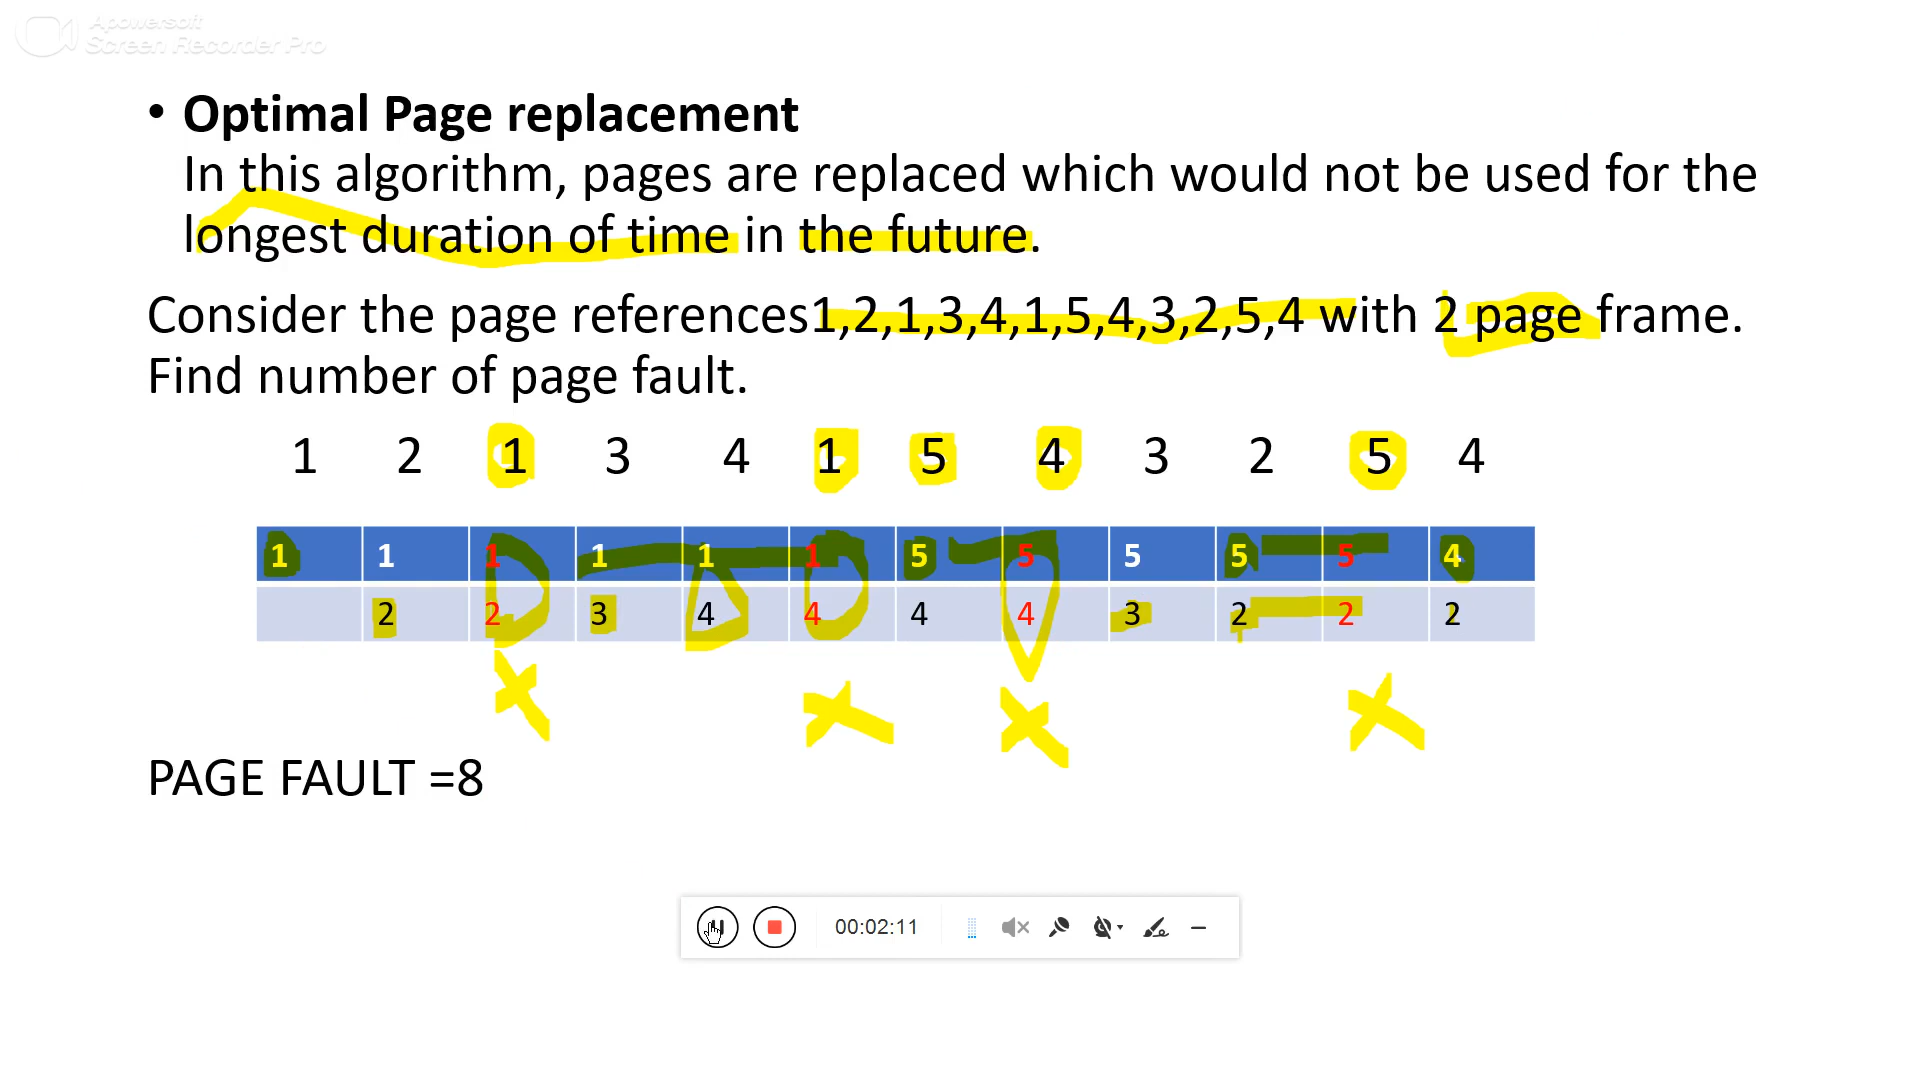 Apowersoft
Screen Recorder Pro
• Optimal Page replacement
In this algorithm, pages are replaced which would not be used for the
longest duration of time in the future.
Consider the page references1,2,1,3,4,1,5,4,3,2,5,4 with 2 page frame.
Find number of page fault.
1 2 1 3 4 1 5 4 3 2 5 4
1 1 1 1 1 1 5 5 5 5 5 4
2 2 3 4 4 4 4 3 2 2 2
PAGE FAULT =8
00:02:11